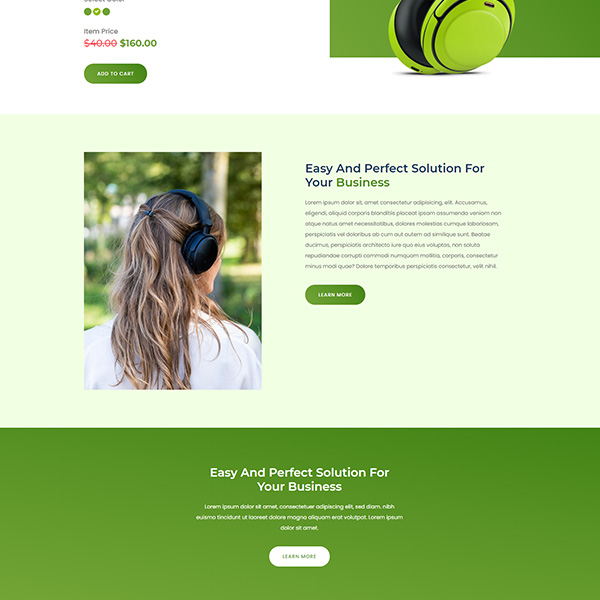 Select Color
Item Price
$40.00 $160.00
ADD TO CART
Easy And Perfect Solution For
Your Business
Lorem ipsum dolor sit, amet consectetur adipisicing, elit. Accusamus,
eligendi, aliquid corporis blanditiis placeat ipsam assumenda veniam non
atque natus amet necessitatibus, dolores molestias cumque laboriosam,
perspiciatis vel doloribus ab cum autem ad similique sunt. Beatae
ducimus, perspiciatis architecto iure quo eius voluptas, non soluta
repudiandae corrupti commodi numquam mollitia, corporis, consectetur
minus modi quae? Dolore temporibus perspiciatis consectetur, velit nihil.
LEARN MORE
Easy And Perfect Solution For
Your Business
Lorem ipsum dolor sit amet, consectetuer adipiscing elit, sed diam. nibh
euismo tincidunt ut laoreet dolore magna aliquam erat volutpat. Lorem ipsum
dolor sit amet.
LEARN MORE